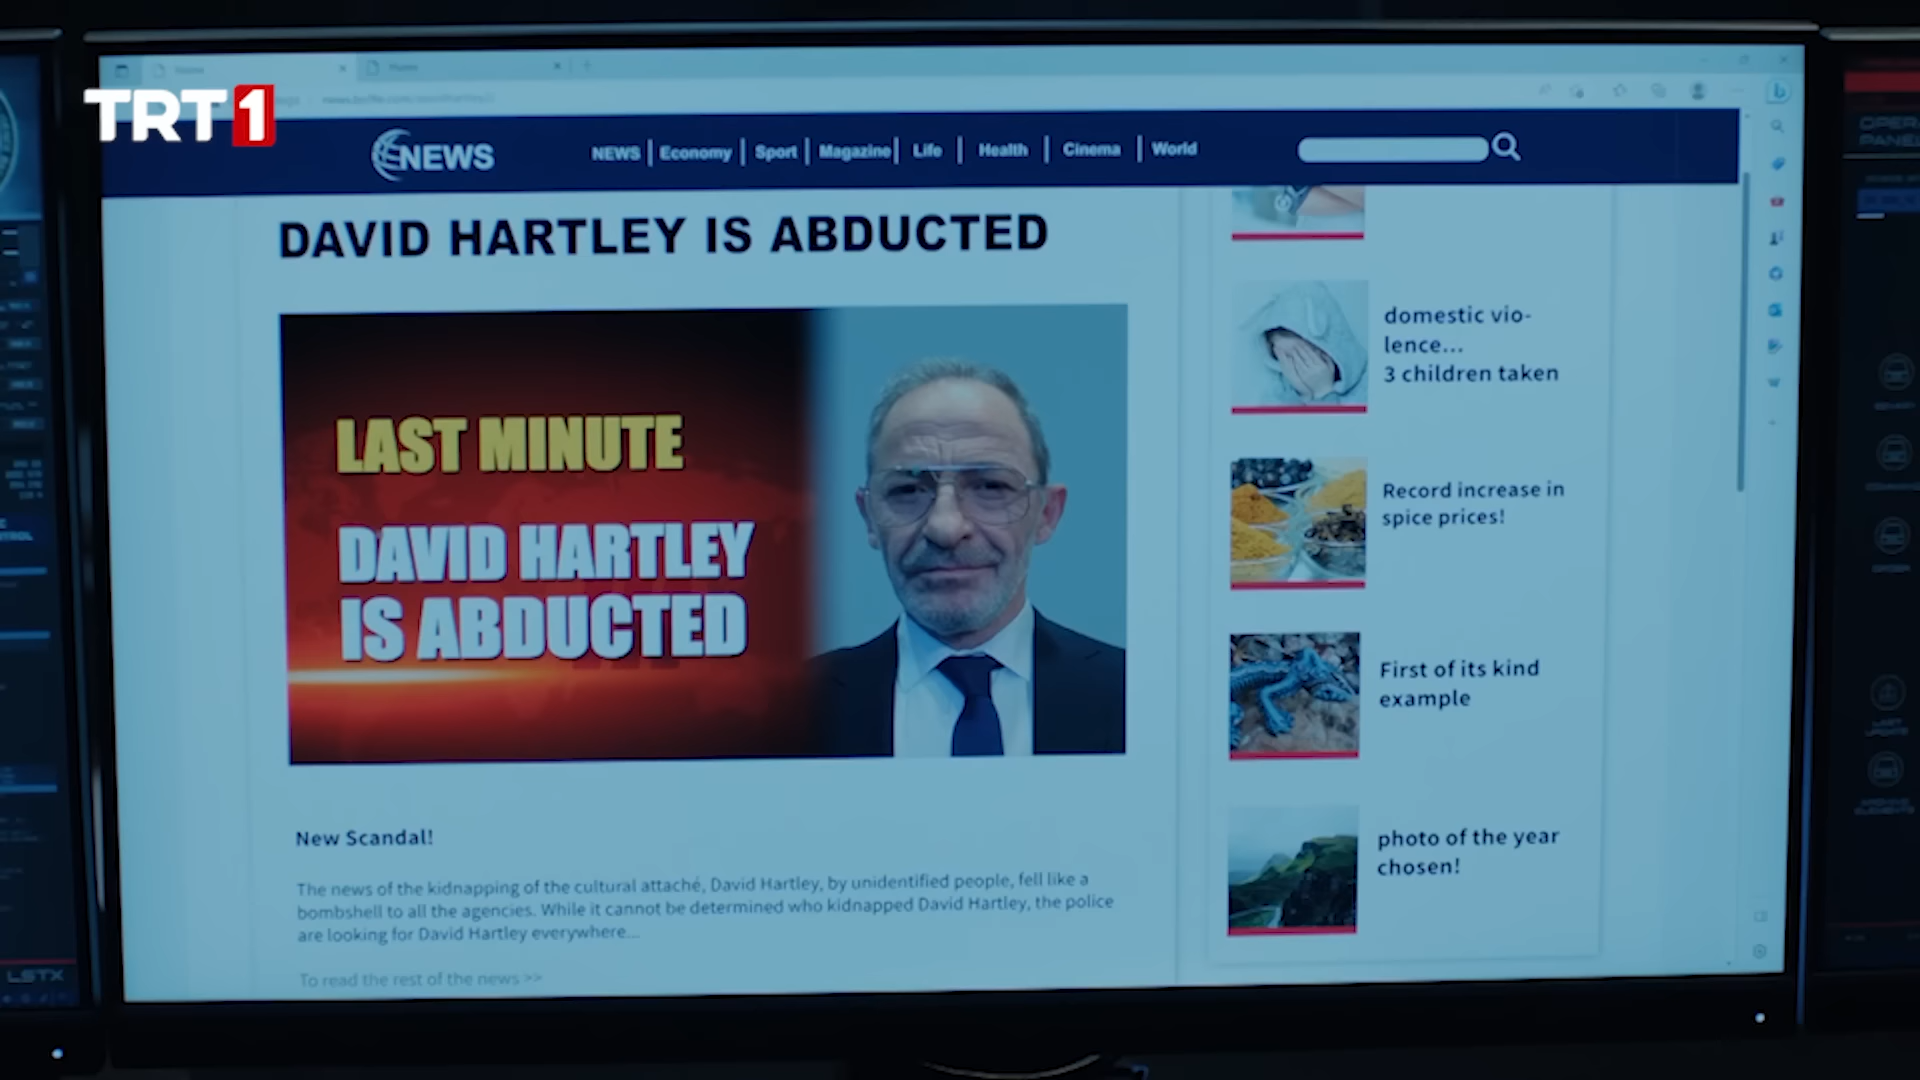 TRT 1
NEWS
NEWS | Economy | Sport | Magazine | Life | Health | Cinema | World
DAVID HARTLEY IS ABDUCTED
LAST MINUTE
DAVID HARTLEY
IS ABDUCTED
New Scandal!
The news of the kidnapping of the cultural attaché, David Hartley, by unidentified people, fell like a
bombshell to all the agencies. While it cannot be determined who kidnapped David Hartley, the police
are looking for David Hartley everywhere...
To read the rest of the news >>
domestic vio-
lence...
3 children taken
Record increase in
spice prices!
First of its kind
example
photo of the year
chosen!
LSTX